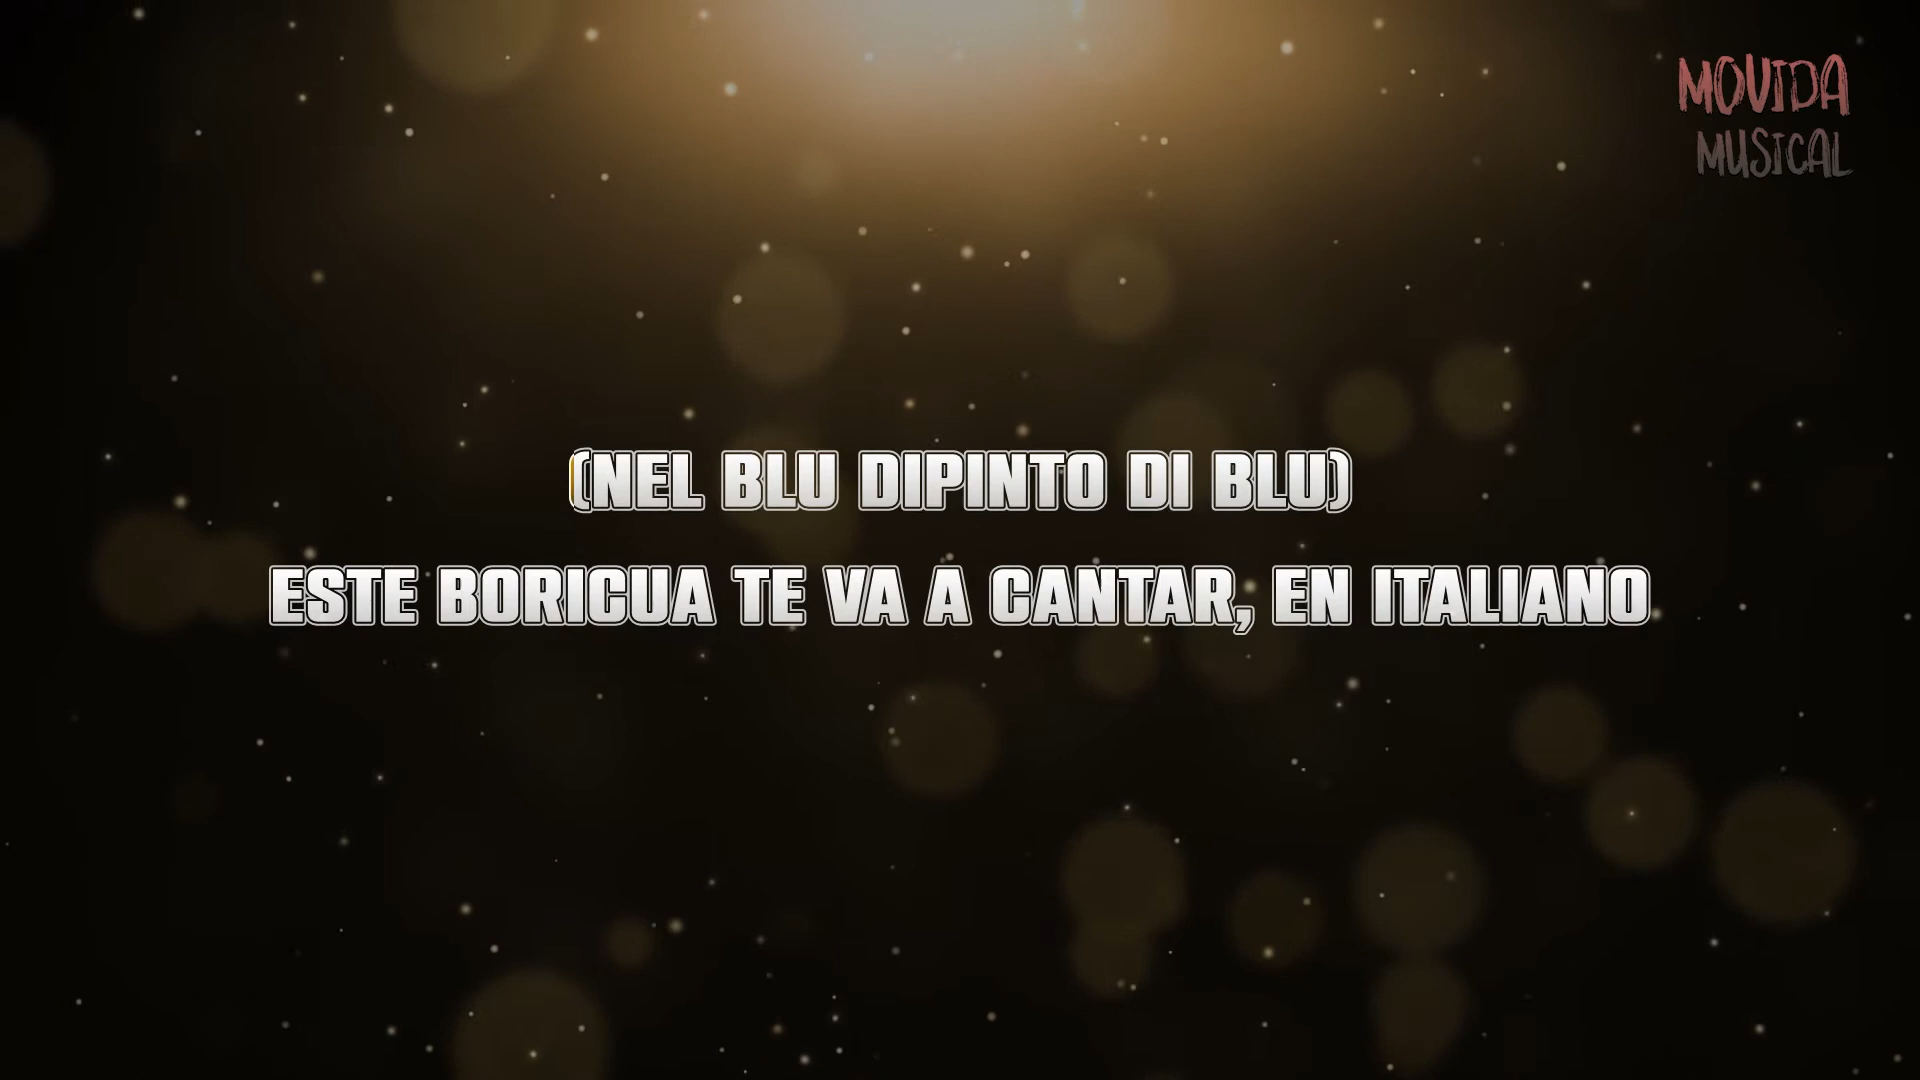 MOVIDA
MUSICAL
(NEL BLU DIPINTO DI BLU)
ESTE BORICUA TE VA A CANTAR, EN ITALIANO